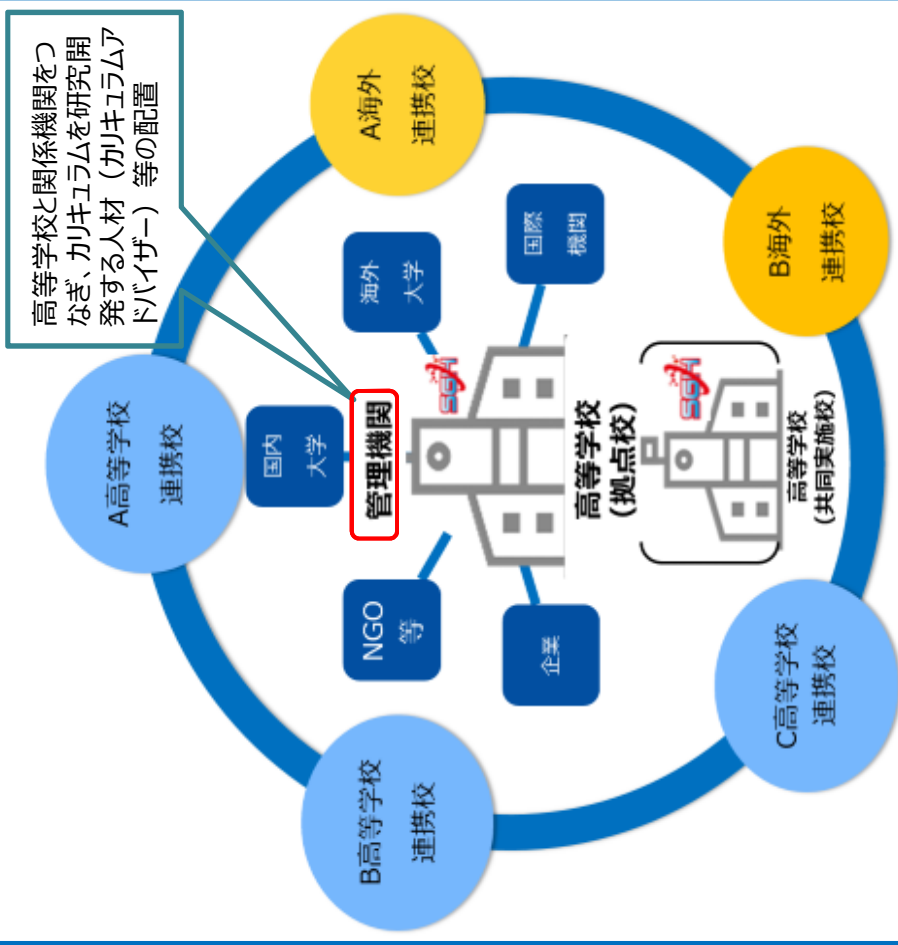 高等学校と関係機関をつ
なぎ、カリキュラムを研究開
発する人材（カリキュラムア
ドバイザー）等の配置
A高等学校
連携校
A海外
連携校
B高等学校
連携校
B海外
連携校
C高等学校
連携校
国内
大学
海外
大学
NGO
等
国際
機関
企業
管理機関
SGH
高等学校
（拠点校）
SGH
高等学校
（共同実施校）